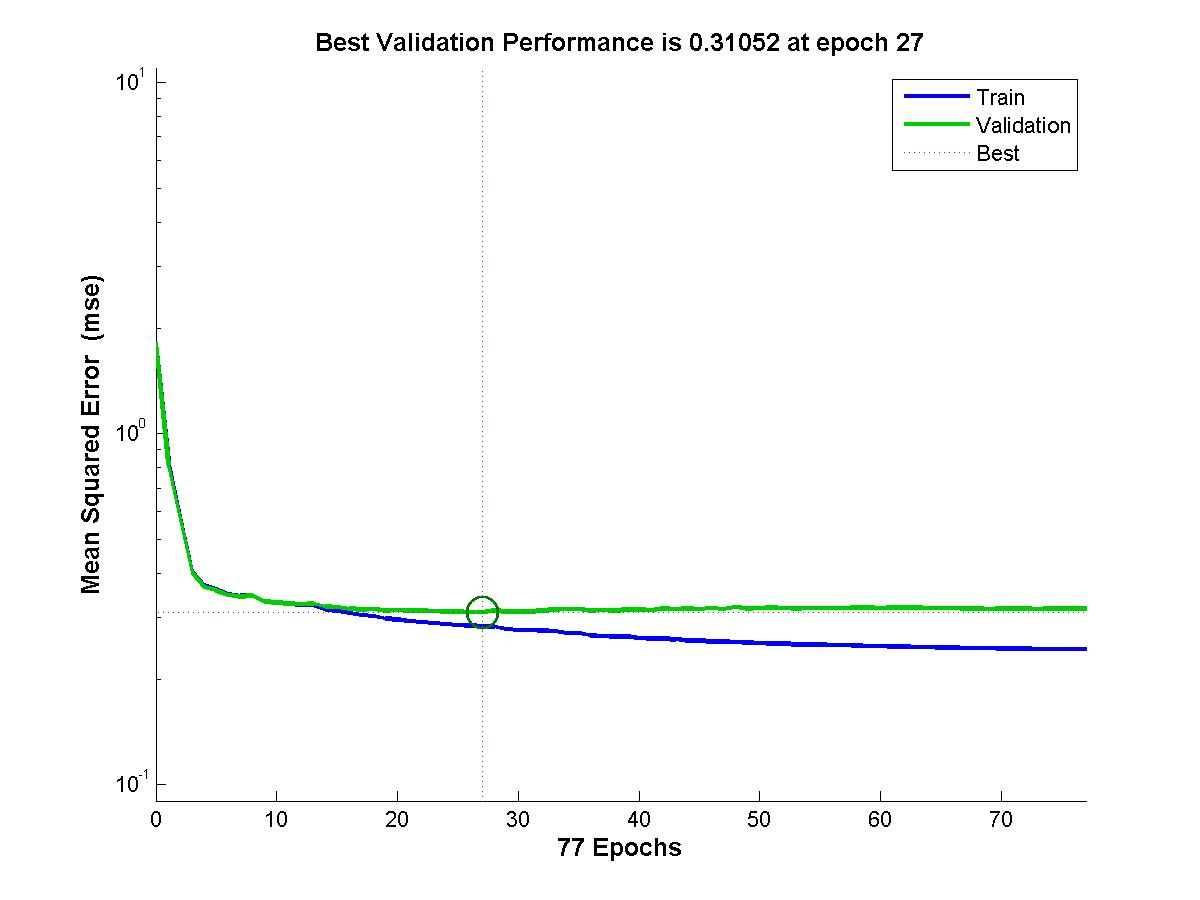 Best Validation Performance is 0.31052 at epoch 27
Train
Validation
Best
Mean Squared Error (mse)
10^1
10^0
10^-1
0 10 20 30 40 50 60 70
77 Epochs